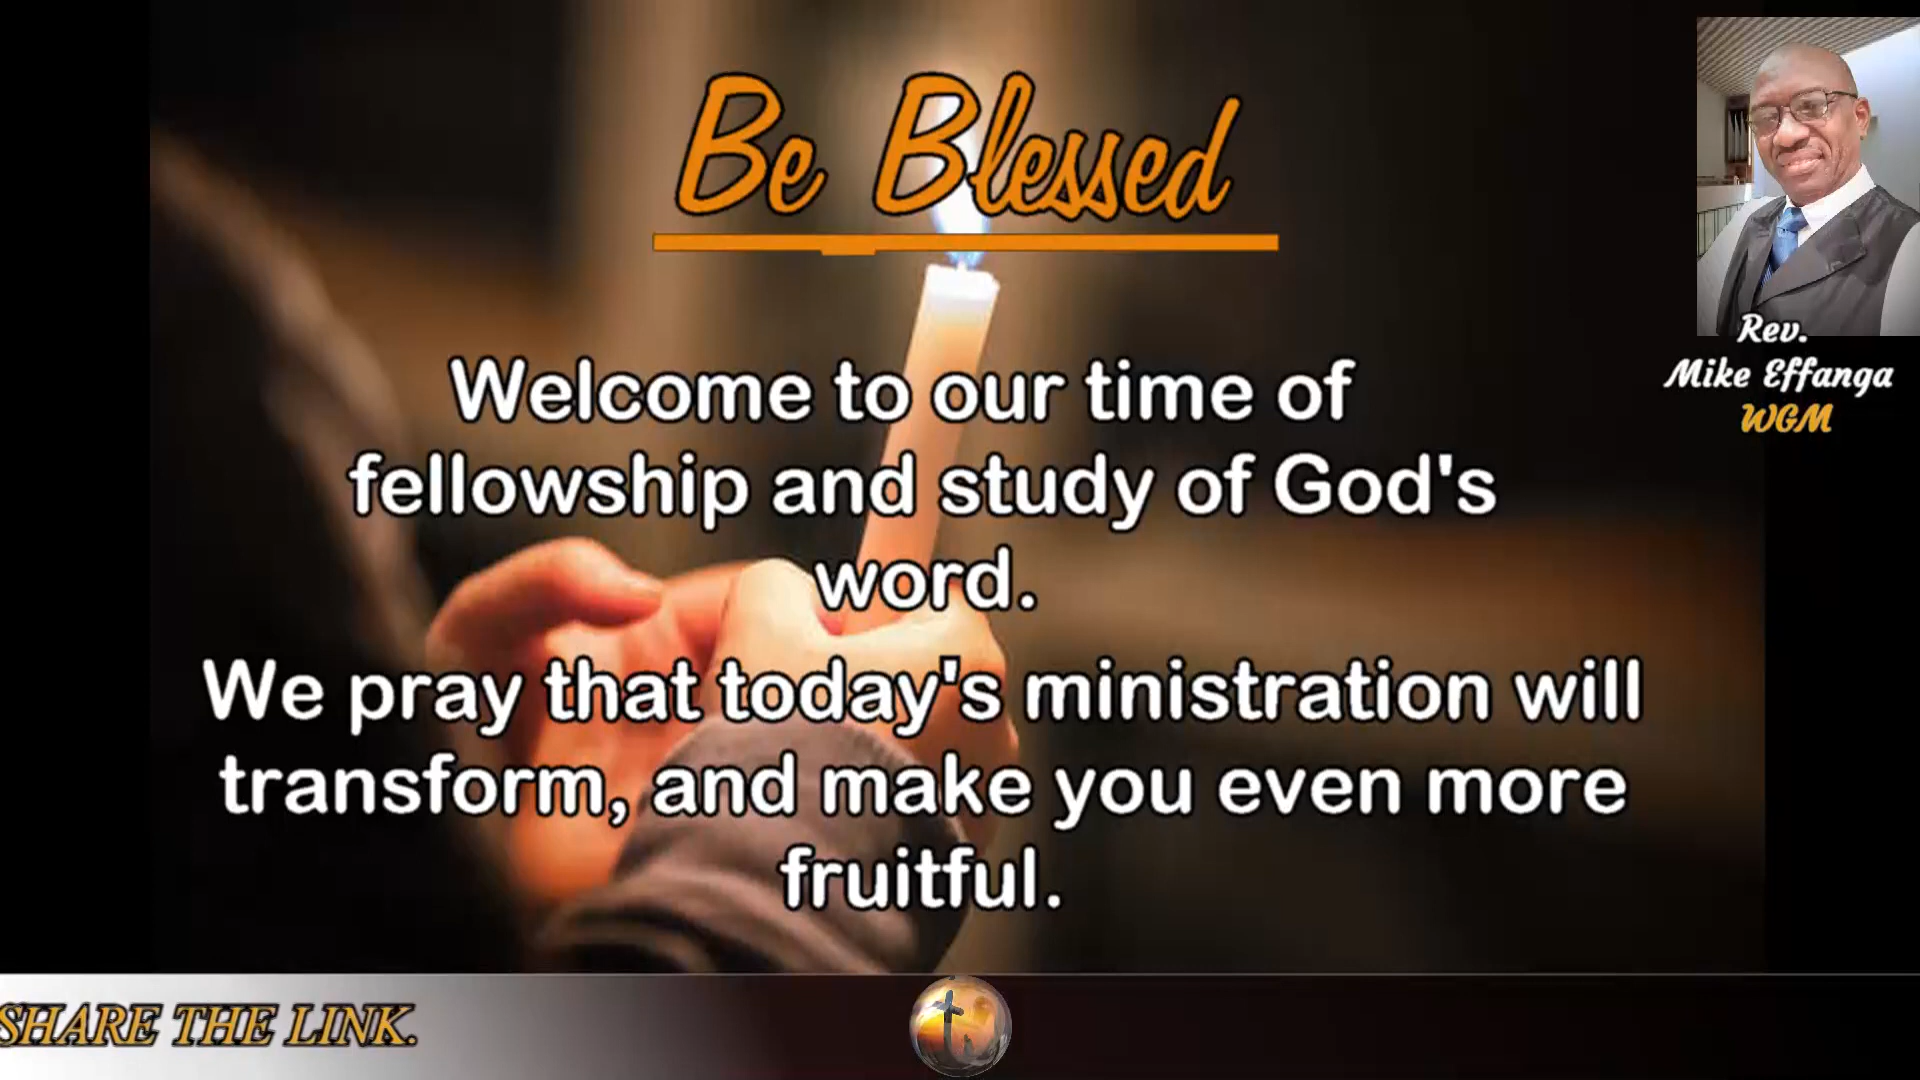 Be Blessed
Welcome to our time of
fellowship and study of God's
word.
We pray that today's ministration will
transform, and make you even more
fruitful.
Rev.
Mike Effanga
WGM
SHARE THE LINK.